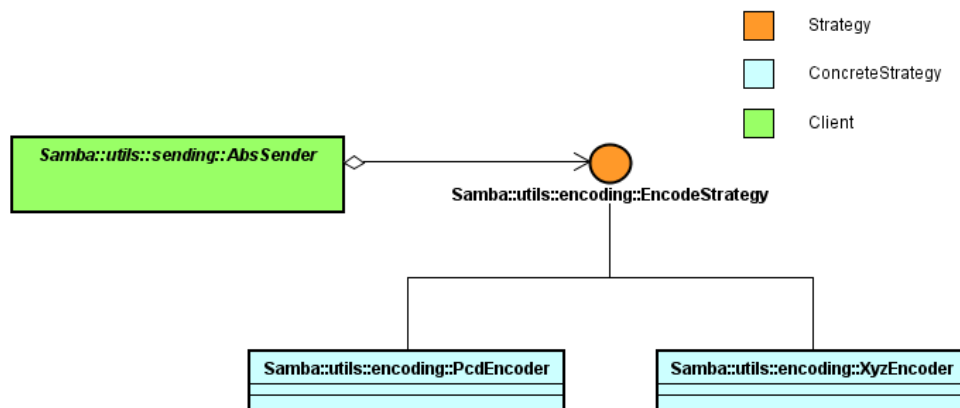 Strategy
ConcreteStrategy
Client
Samba::utils::sending::AbsSender
Samba::utils::encoding::EncodeStrategy
Samba::utils::encoding::PcdEncoder
Samba::utils::encoding::XyzEncoder